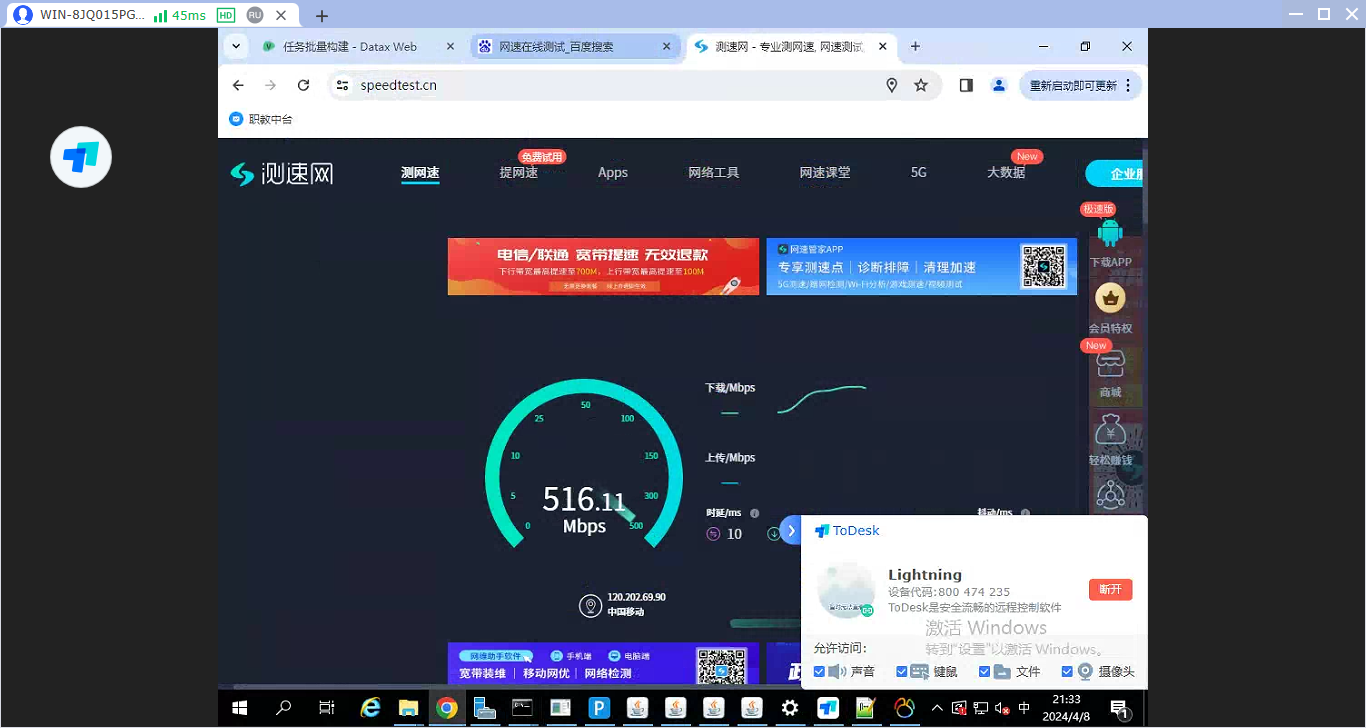 WIN-8JQ015PG... 45ms HD RU
任务批量构建 - Datax Web
网速在线测试_百度搜索
测速网 - 专业测网速, 网速测试
speedtest.cn
重新启动即可更新
职教中台
测速网
测网速
免费试用
提网速
Apps
网络工具
网速课堂
5G
New
大数据
企业
极速版
下载APP
会员特权
New
商城
轻松赚钱
电信/联通 宽带提速 无效退款
下行带宽最高提速至700M，上行带宽最高提速至100M
网速管家APP
专享测速点｜诊断排障｜清理加速
5G测速/路网检测/Wi-Fi分析/游戏测速/视频测试
0
5
10
25
50
100
150
300
500
516.11
Mbps
下载/Mbps
上传/Mbps
时延/ms
10
抖动/ms
120.202.69.90
中国移动
网络助手软件
手机端
电脑端
宽带装维｜移动网优｜网络检测
ToDesk
Lightning
设备代码:800 474 235
ToDesk是安全流畅的远程控制软件
断开
激活 Windows
转到"设置"以激活 Windows。
允许访问:
声音
键鼠
文件
摄像头
中
21:33
2024/4/8
1